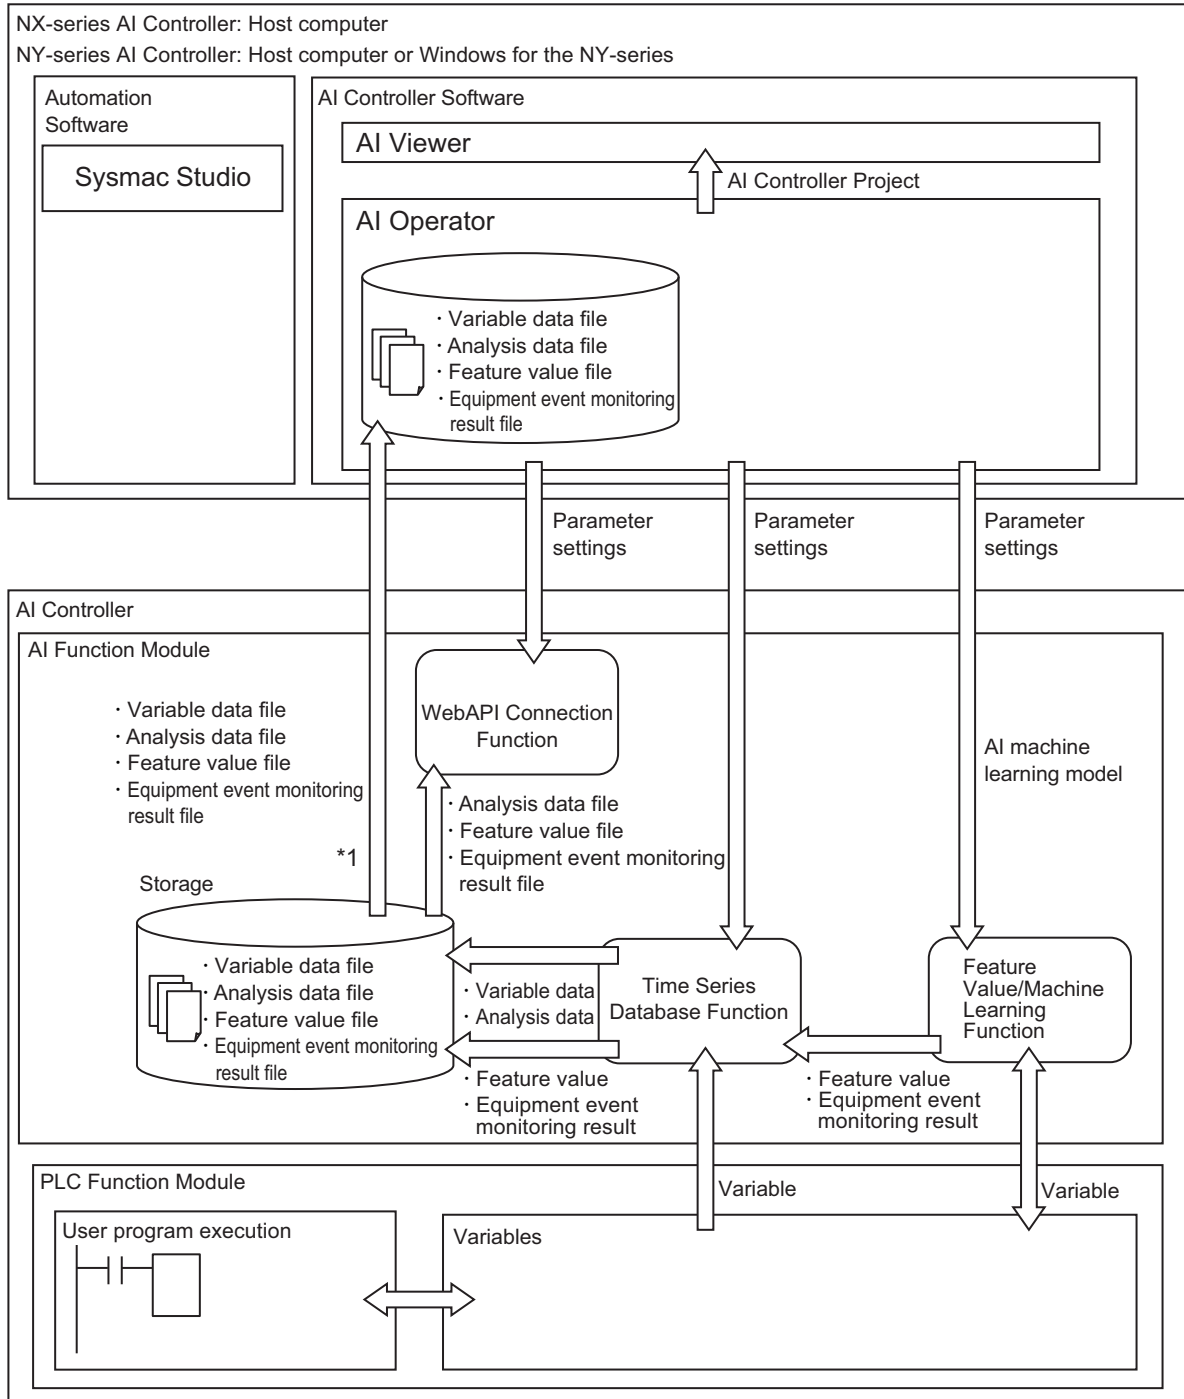 NX-series AI Controller: Host computer
NY-series AI Controller: Host computer or Windows for the NY-series
Automation
Software
Sysmac Studio
AI Controller Software
AI Viewer
AI Controller Project
AI Operator
· Variable data file
· Analysis data file
· Feature value file
· Equipment event monitoring
result file
Parameter
settings
Parameter
settings
Parameter
settings
AI Controller
AI Function Module
· Variable data file
· Analysis data file
· Feature value file
· Equipment event monitoring
result file
*1
WebAPI Connection
Function
· Analysis data file
· Feature value file
· Equipment event monitoring
result file
AI machine
learning model
Storage
· Variable data file
· Analysis data file
· Feature value file
· Equipment event monitoring
result file
· Variable data
· Analysis data
Time Series
Database Function
Feature
Value/Machine
Learning
Function
· Feature value
· Equipment event
monitoring result
· Feature value
· Equipment event
monitoring result
PLC Function Module
Variable
Variable
User program execution
Variables